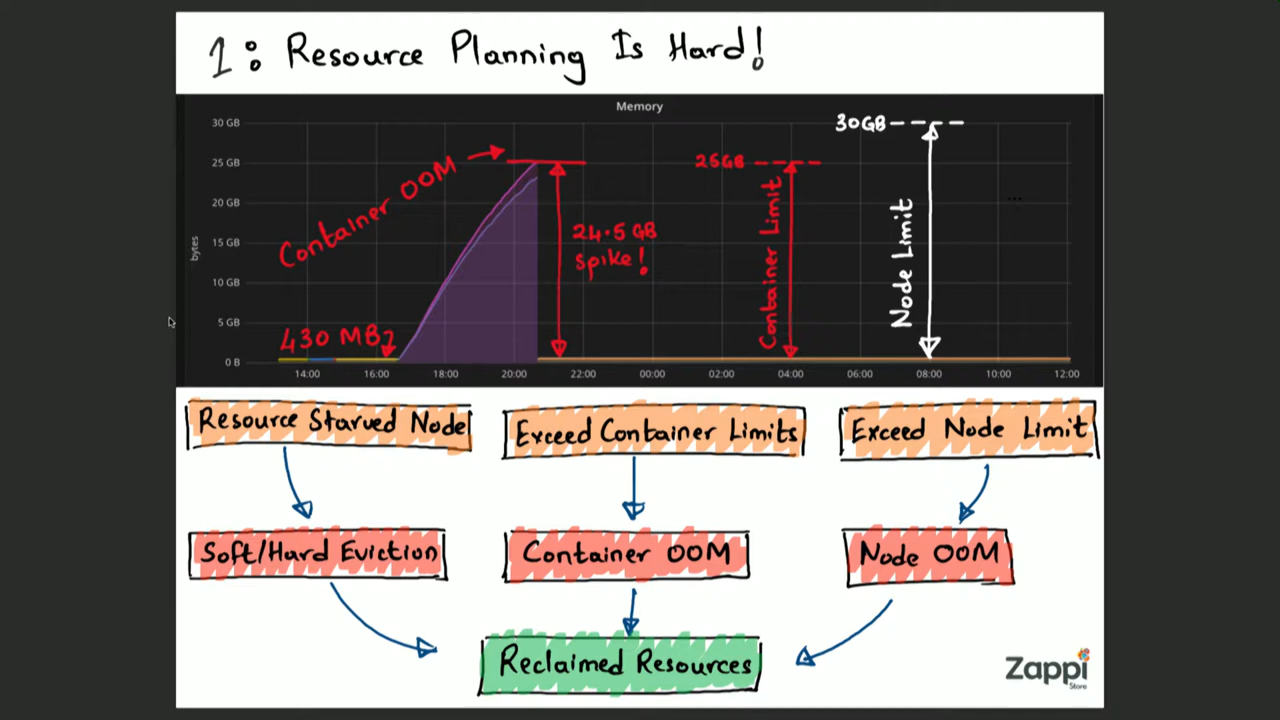 1: Resource Planning Is Hard!
Memory
30 GB
25 GB
20 GB
15 GB
10 GB
5 GB
0 B
bytes
14:00 16:00 18:00 20:00 22:00 00:00 02:00 04:00 06:00 08:00 10:00 12:00
Container OOM
430 MB
24.5 GB
spike!
25GB
Container Limit
30GB
Node Limit
Resource Starved Node
Exceed Container Limits
Exceed Node Limit
Soft/Hard Eviction
Container OOM
Node OOM
Reclaimed Resources
Zappi
Store